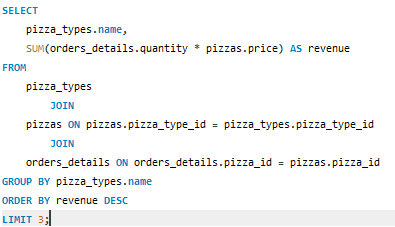 SELECT
pizza_types.name,
SUM(orders_details.quantity * pizzas.price) AS revenue
FROM
pizza_types
JOIN
pizzas ON pizzas.pizza_type_id = pizza_types.pizza_type_id
JOIN
orders_details ON orders_details.pizza_id = pizzas.pizza_id
GROUP BY pizza_types.name
ORDER BY revenue DESC
LIMIT 3;